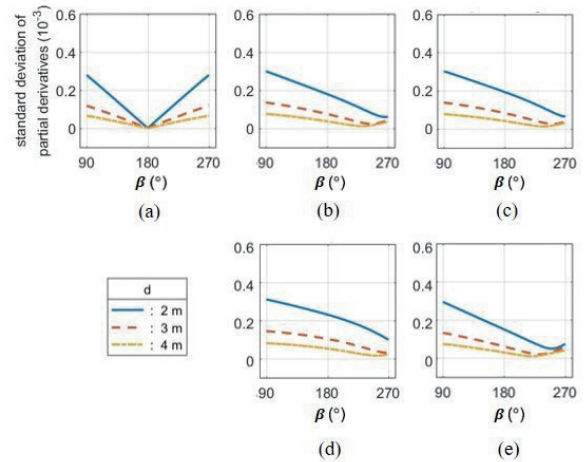 standard deviation of
partial derivatives (10⁻³)
0.6
0.4
0.2
0
90
180
270
β (°)
(a)
0.6
0.4
0.2
0
90
180
270
β (°)
(b)
0.6
0.4
0.2
0
90
180
270
β (°)
(c)
d
: 2 m
: 3 m
: 4 m
0.6
0.4
0.2
0
90
180
270
β (°)
(d)
0.6
0.4
0.2
0
90
180
270
β (°)
(e)